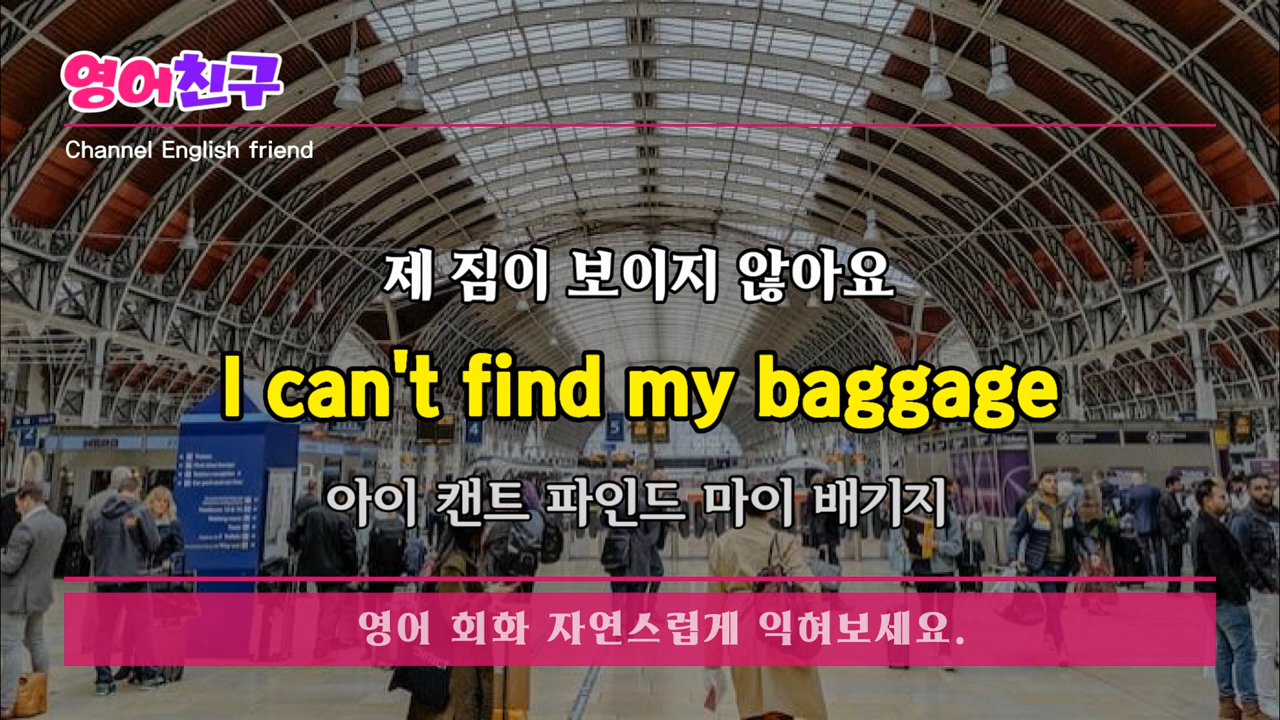 영어친구
Channel English friend
제 짐이 보이지 않아요
I can't find my baggage
4
5
아이 캔트 파인드 마이 배기지
영어 회화 자연스럽게 익혀보세요.